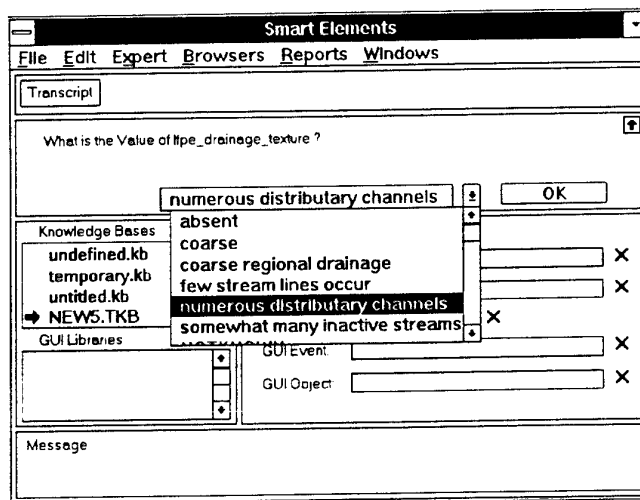 Smart Elements
File Edit Expert Browsers Reports Windows
Transcript
What is the Value of ltpe_drainage_texture ?
numerous distributary channels
OK
absent
coarse
coarse regional drainage
few stream lines occur
numerous distributary channels
somewhat many inactive streams
Knowledge Bases
undefined.kb
temporary.kb
untitled.kb
NEW5.TKB
GUI Libraries
GUI Event:
GUI Object:
Message